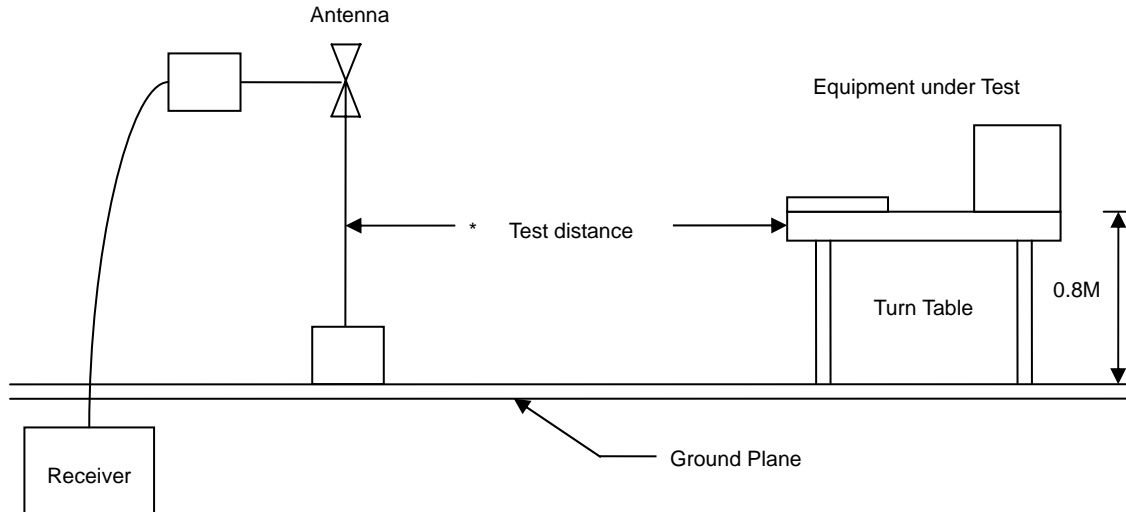 Antenna
Equipment under Test
* Test distance
0.8M
Turn Table
Ground Plane
Receiver